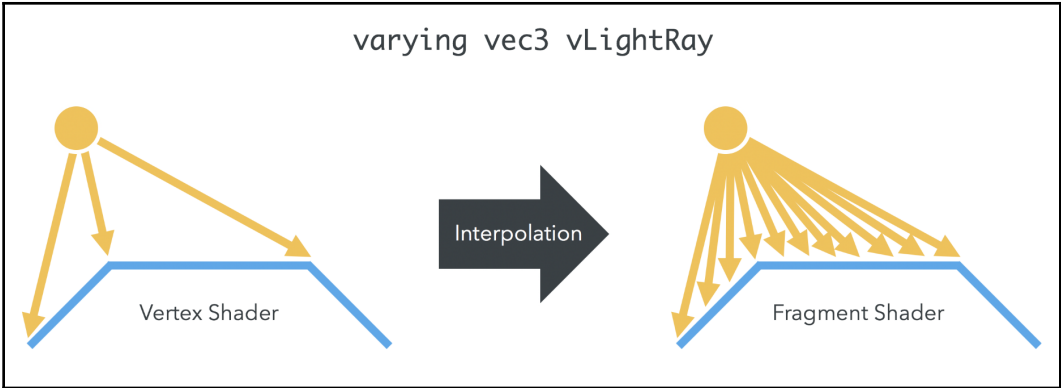 varying vec3 vLightRay
Interpolation
Vertex Shader
Fragment Shader